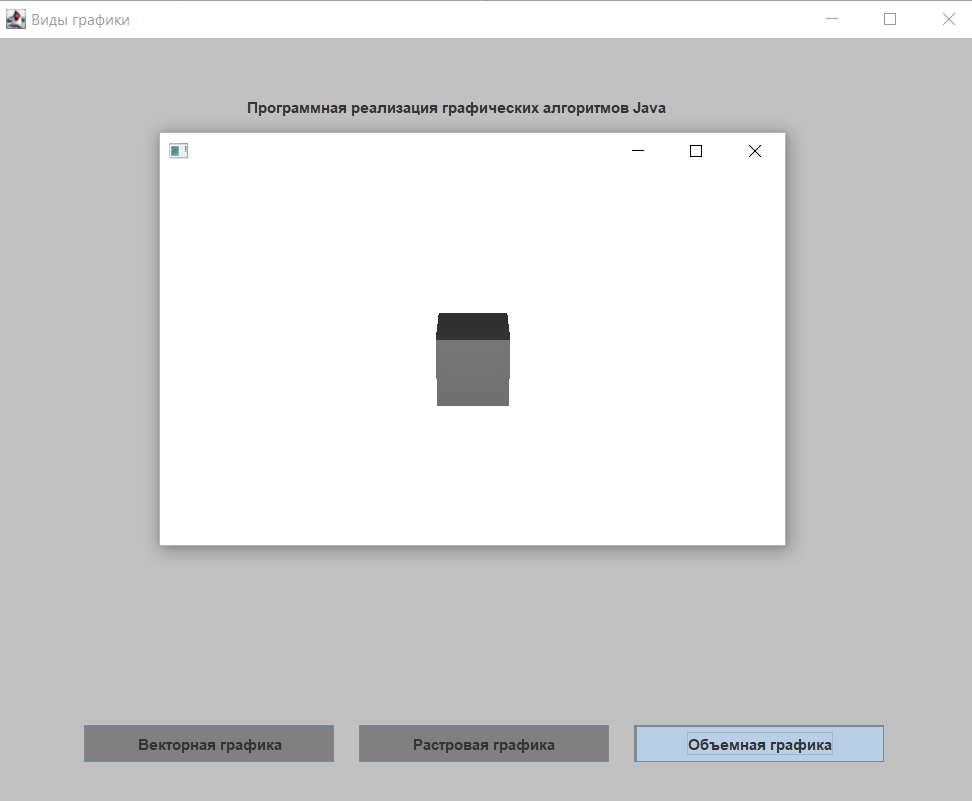 Виды графики
Программная реализация графических алгоритмов Java
Векторная графика
Растровая графика
Объемная графика